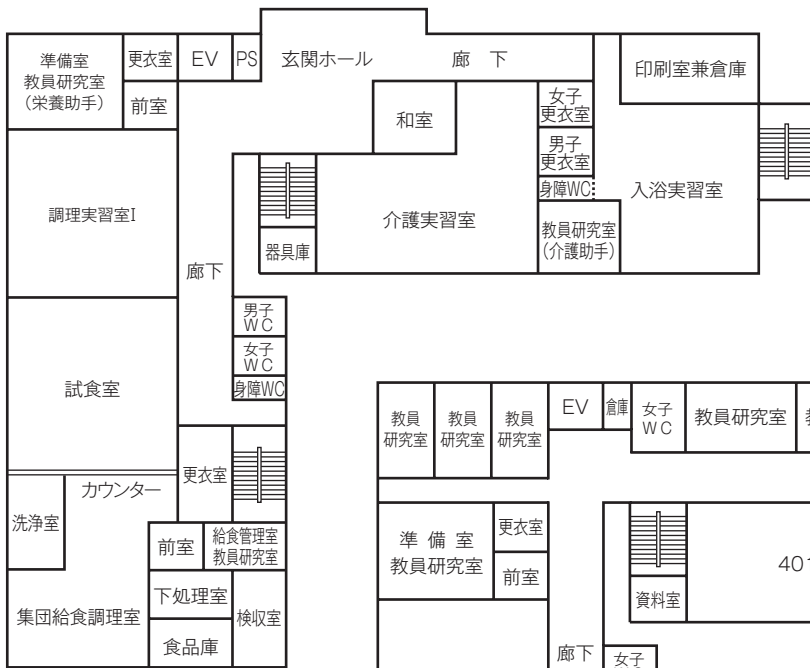 準備室
教員研究室
(栄養助手)
更衣室
前室
EV
PS
玄関ホール
廊 下
印刷室兼倉庫
和室
女子
更衣室
男子
更衣室
身障WC
入浴実習室
調理実習室I
介護実習室
教員研究室
(介護助手)
器具庫
廊下
男子
WC
女子
WC
身障WC
試食室
カウンター
更衣室
洗浄室
前室
給食管理室
教員研究室
下処理室
検収室
集団給食調理室
食品庫
教員
研究室
教員
研究室
教員
研究室
EV
倉庫
女子
WC
教員研究室
準 備 室
教員研究室
更衣室
前室
資料室
廊下
女子